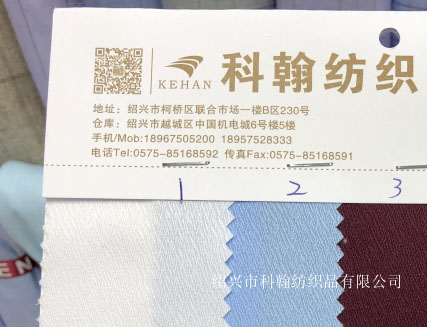 KEHAN 科翰纺织
地址：绍兴市柯桥区联合市场一楼B区230号
仓库：绍兴市越城区中国机电城6号楼5楼
手机/Mob:18967505200 18957528333
电话Tel:0575-85168592 传真Fax:0575-85168591
1 2 3
EN
绍兴市科翰纺织品有限公司